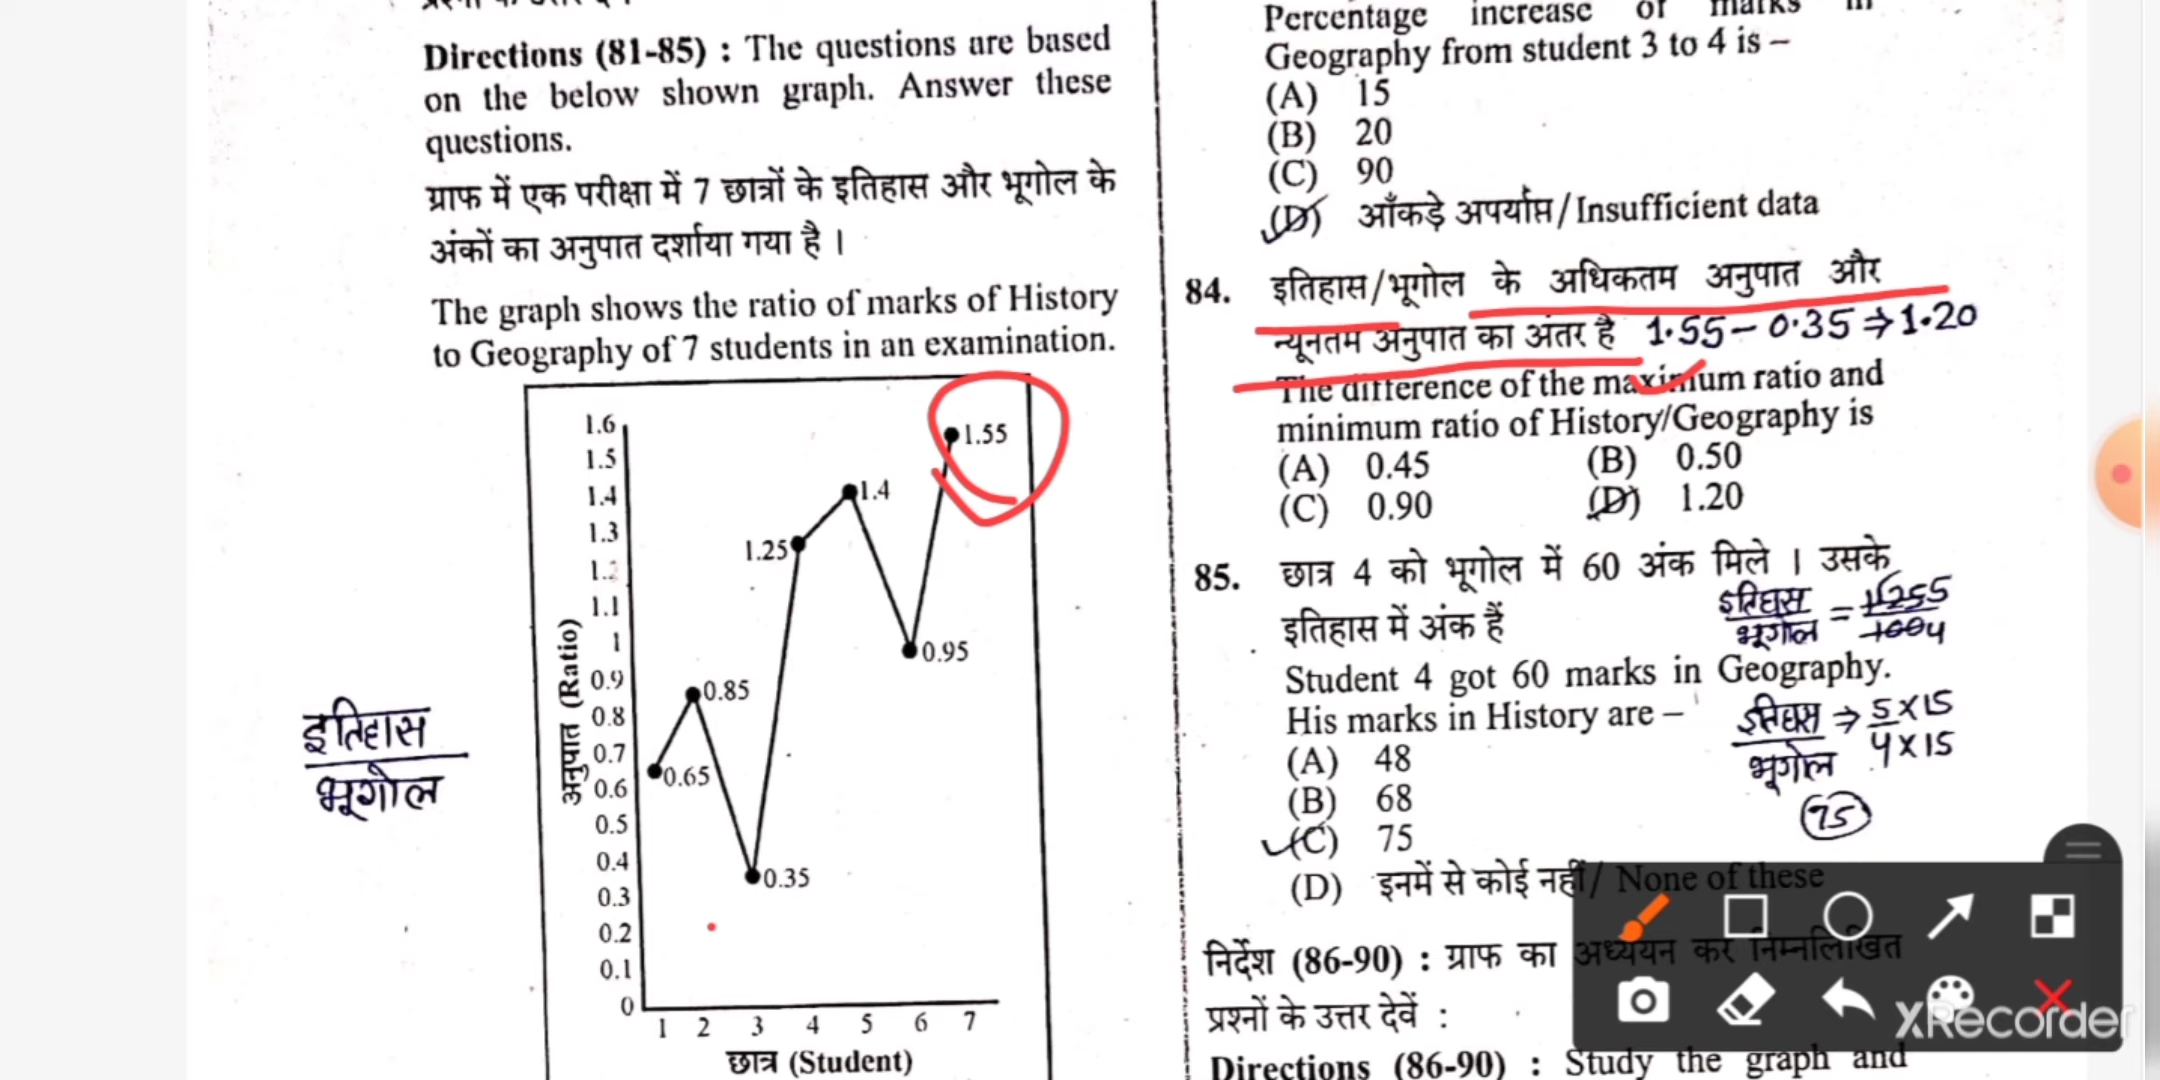 Directions (81-85) : The questions are based
on the below shown graph. Answer these
questions.
ग्राफ में एक परीक्षा में 7 छात्रों के इतिहास और भूगोल के
अंकों का अनुपात दर्शाया गया है ।
The graph shows the ratio of marks of History
to Geography of 7 students in an examination.
1.6
1.5
1.4
1.3
1.2
1.1
1
0.9
0.8
0.7
0.6
0.5
0.4
0.3
0.2
0.1
0
अनुपात (Ratio)
1.55
1.4
1.25
0.95
0.85
0.65
0.35
1 2 3 4 5 6 7
छात्र (Student)
इतिहास
भूगोल
Percentage increase of marks in
Geography from student 3 to 4 is –
(A) 15
(B) 20
(C) 90
(D) आँकड़े अपर्याप्त/Insufficient data
84. इतिहास/भूगोल के अधिकतम अनुपात और
न्यूनतम अनुपात का अंतर है 1.55 – 0.35 ⇒ 1.20
The difference of the maximum ratio and
minimum ratio of History/Geography is
(A) 0.45 (B) 0.50
(C) 0.90 (D) 1.20
85. छात्र 4 को भूगोल में 60 अंक मिले । उसके
इतिहास में अंक हैं
Student 4 got 60 marks in Geography.
His marks in History are –
(A) 48
(B) 68
(C) 75
(D) इनमें से कोई नहीं/ None of these
भूगोल
5×15
भूगोल 4×15
75
निर्देश (86-90) : ग्राफ का अध्ययन कर निम्नलिखित
प्रश्नों के उत्तर देवें :
Directions (86-90) : Study the graph and
XRecorder